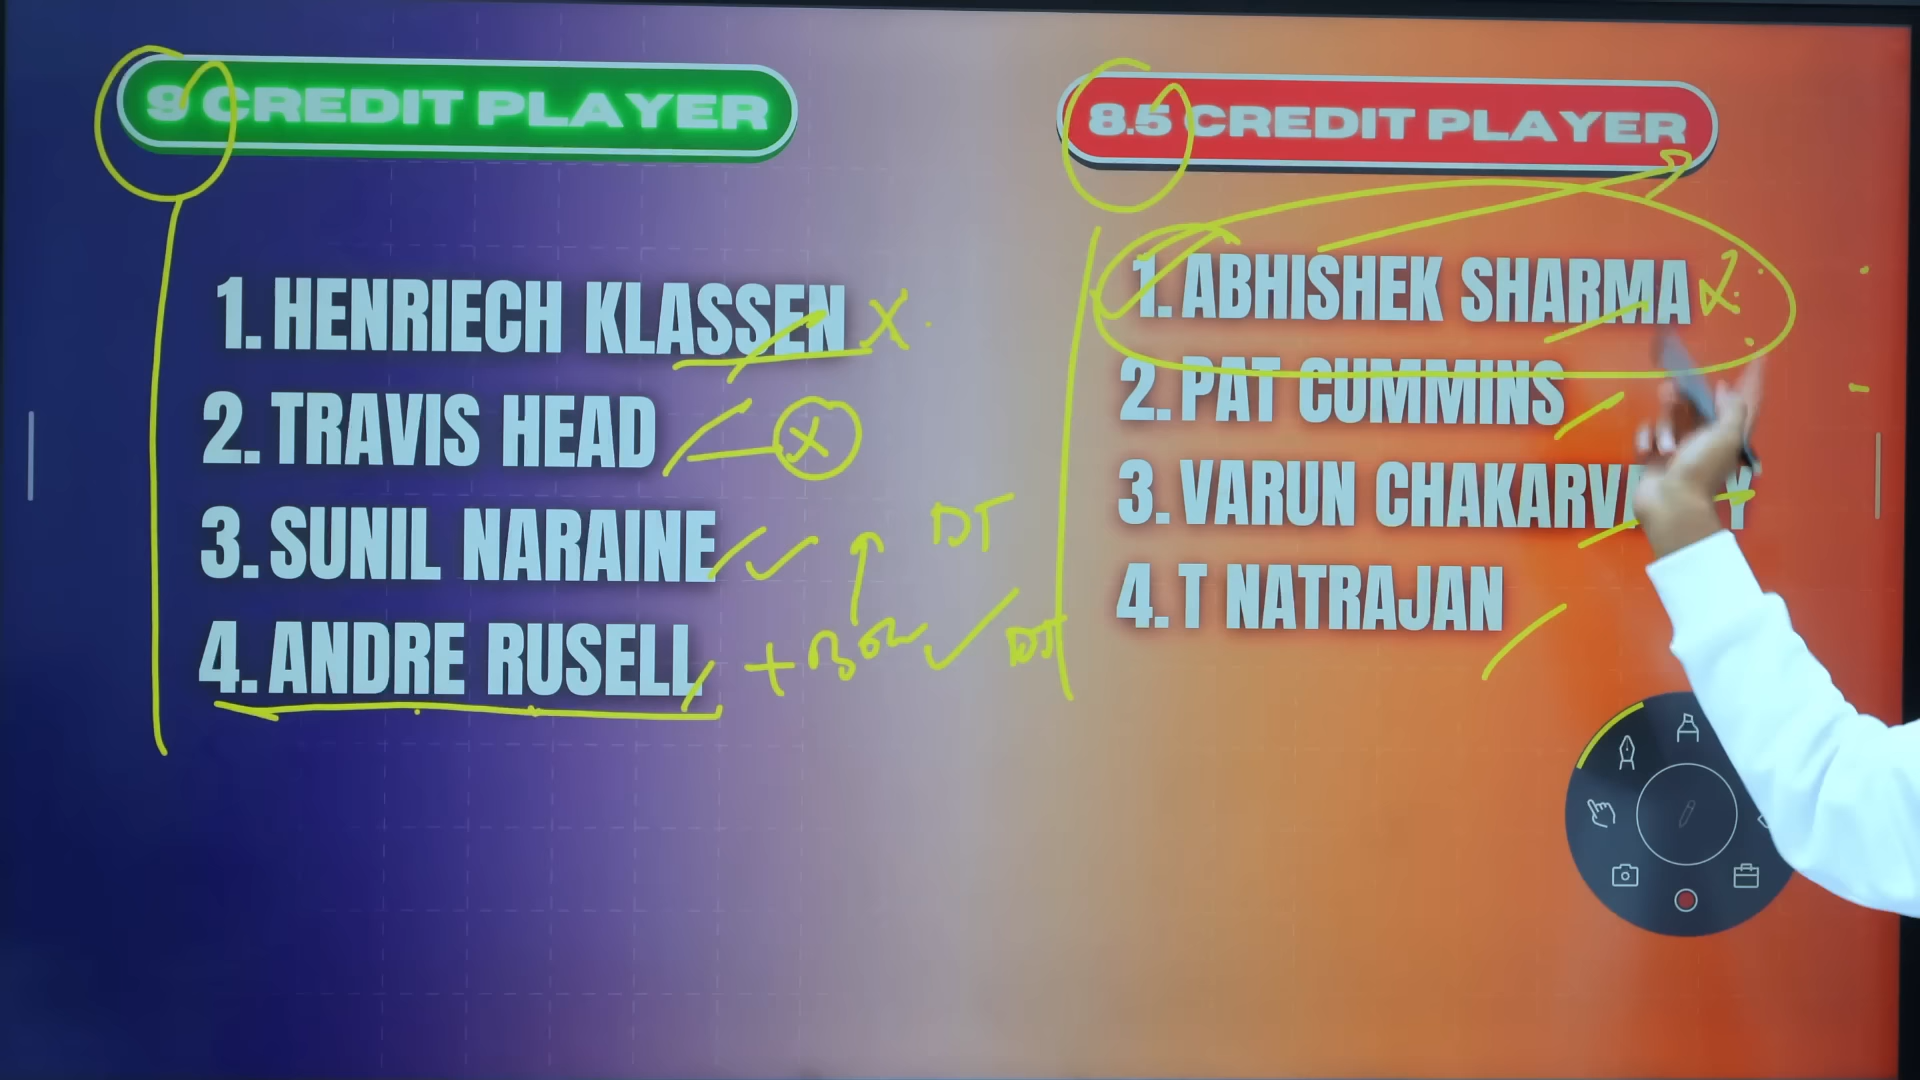 9 CREDIT PLAYER
1. HENRIECH KLASSEN X
2. TRAVIS HEAD X
3. SUNIL NARAINE DT
4. ANDRE RUSELL + DT
8.5 CREDIT PLAYER
1. ABHISHEK SHARMA
2. PAT CUMMINS
3. VARUN
4. T NATRAJAN